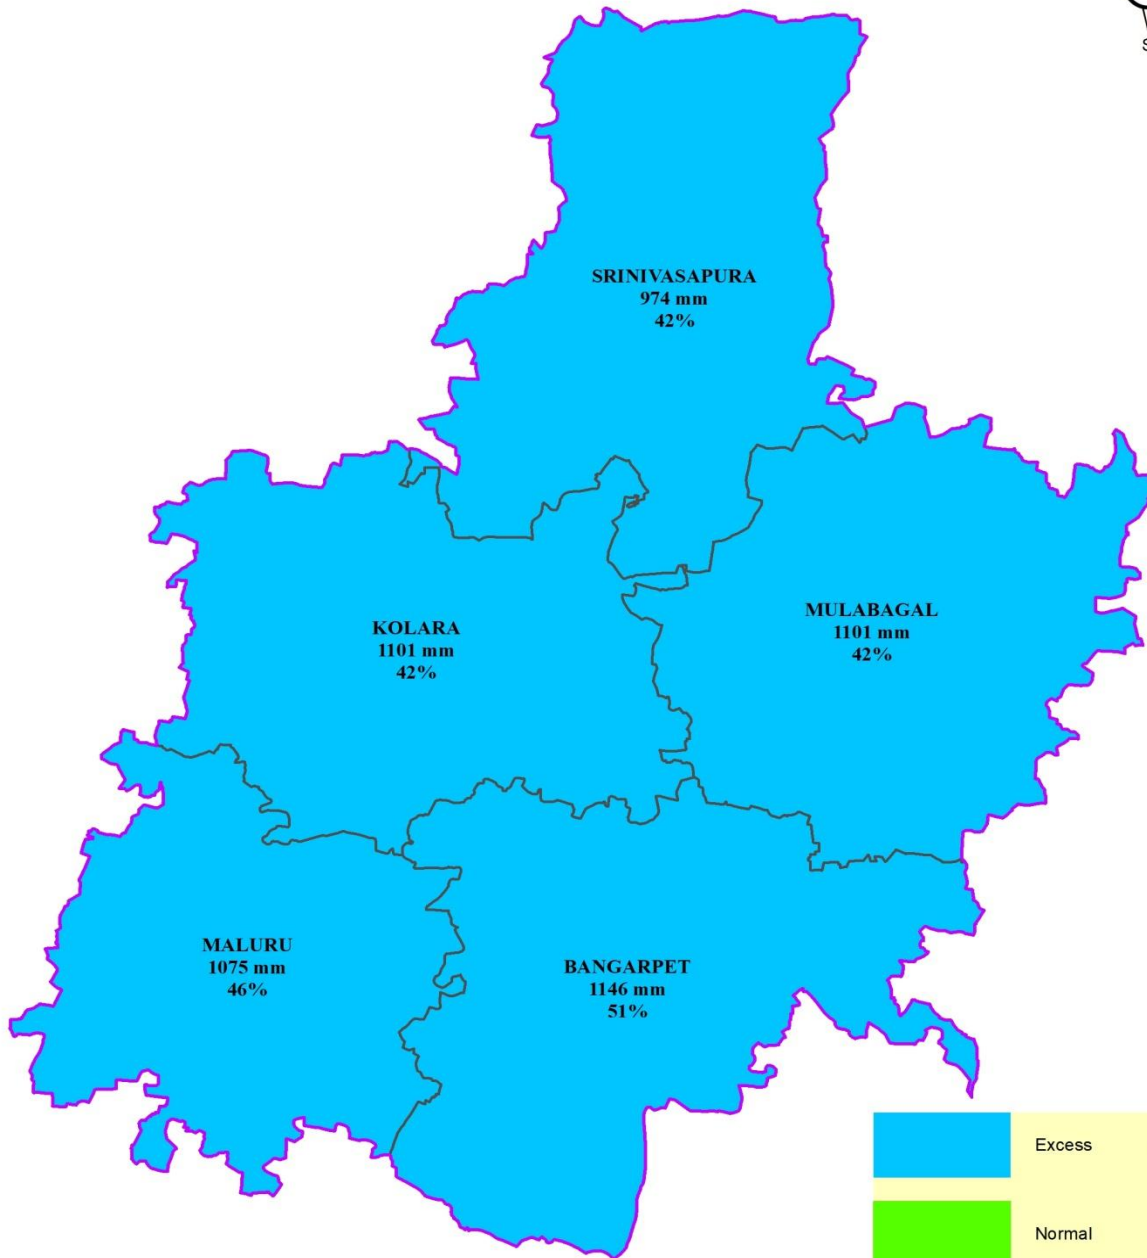 S
SRINIVASAPURA
974 mm
42%
KOLARA
1101 mm
42%
MULABAGAL
1101 mm
42%
MALURU
1075 mm
46%
BANGARPET
1146 mm
51%
Excess
Normal